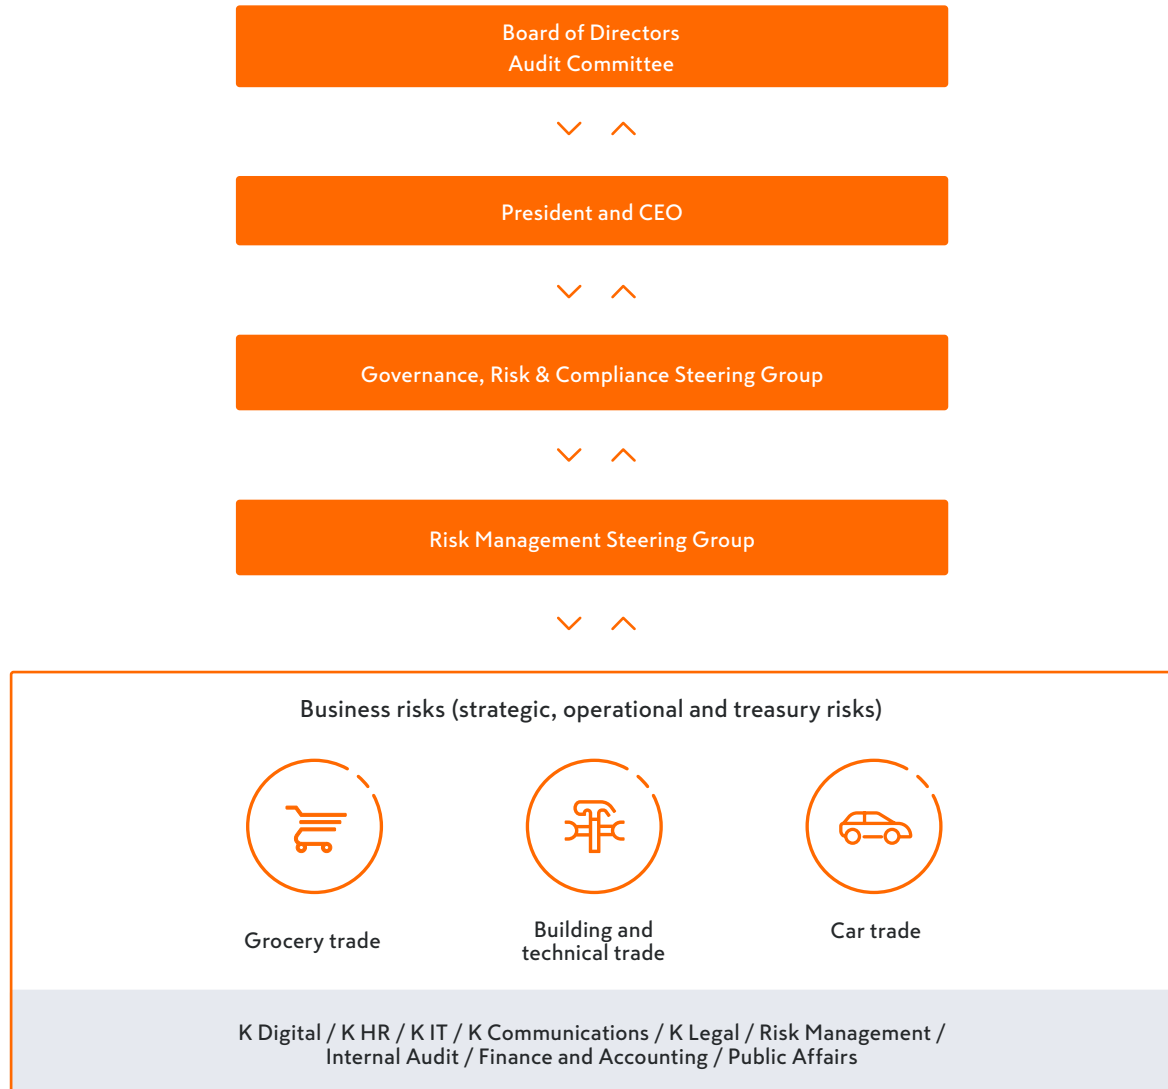 Board of Directors
Audit Committee
President and CEO
Governance, Risk & Compliance Steering Group
Risk Management Steering Group
Business risks (strategic, operational and treasury risks)
Grocery trade
Building and
technical trade
Car trade
K Digital / K HR / K IT / K Communications / K Legal / Risk Management /
Internal Audit / Finance and Accounting / Public Affairs